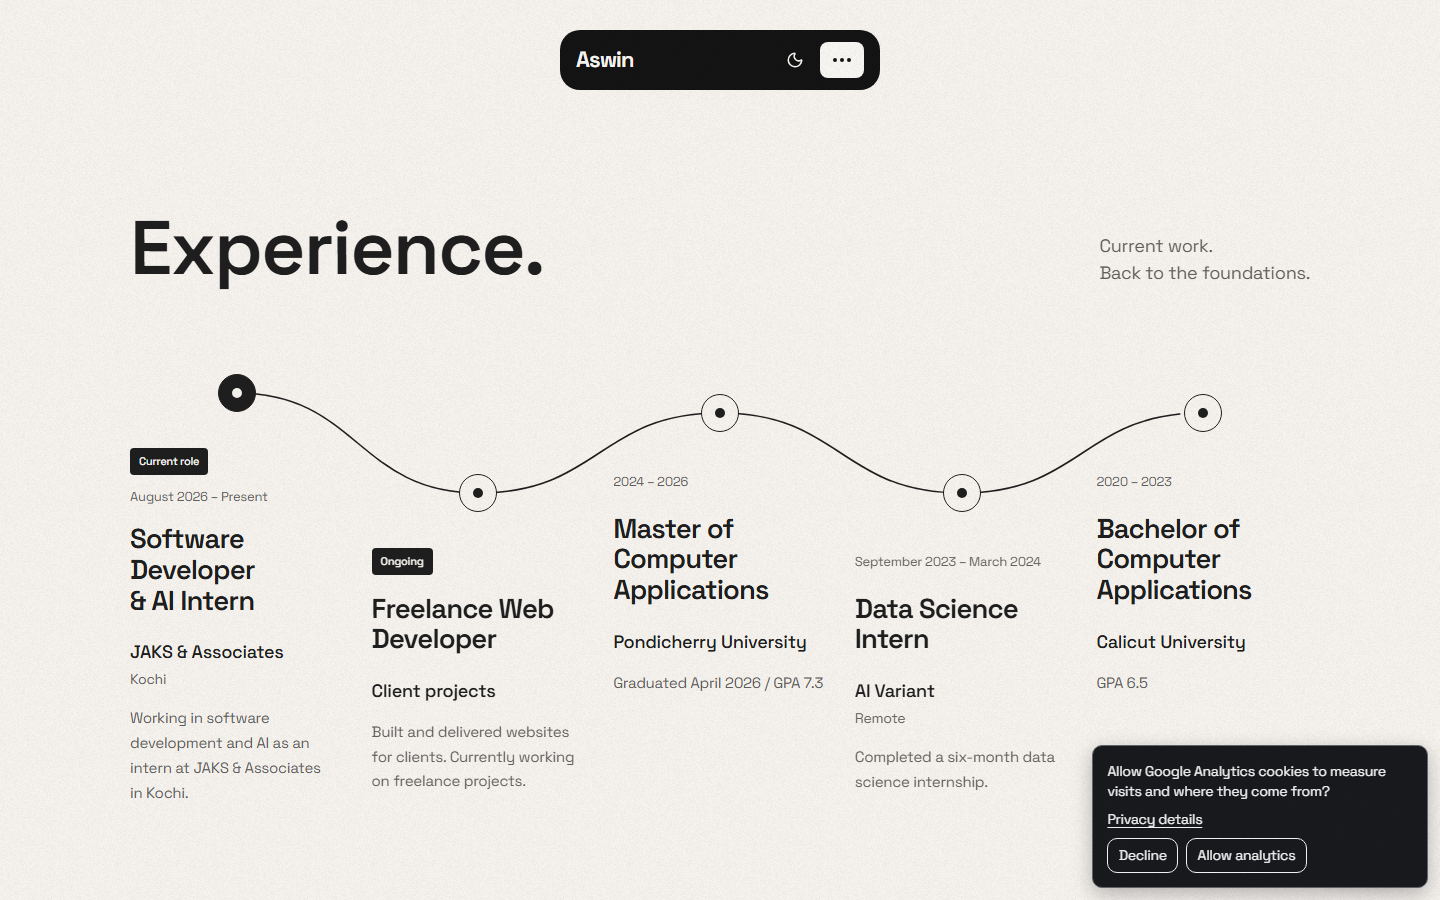 Aswin
Experience.
Current work.
Back to the foundations.
Current role
August 2026 – Present
Software
Developer
& AI Intern
JAKS & Associates
Kochi
Working in software
development and AI as an
intern at JAKS & Associates
in Kochi.
Ongoing
Freelance Web
Developer
Client projects
Built and delivered websites
for clients. Currently working
on freelance projects.
2024 – 2026
Master of
Computer
Applications
Pondicherry University
Graduated April 2026 / GPA 7.3
September 2023 – March 2024
Data Science
Intern
AI Variant
Remote
Completed a six-month data
science internship.
2020 – 2023
Bachelor of
Computer
Applications
Calicut University
GPA 6.5
Allow Google Analytics cookies to measure
visits and where they come from?
Privacy details
Decline
Allow analytics